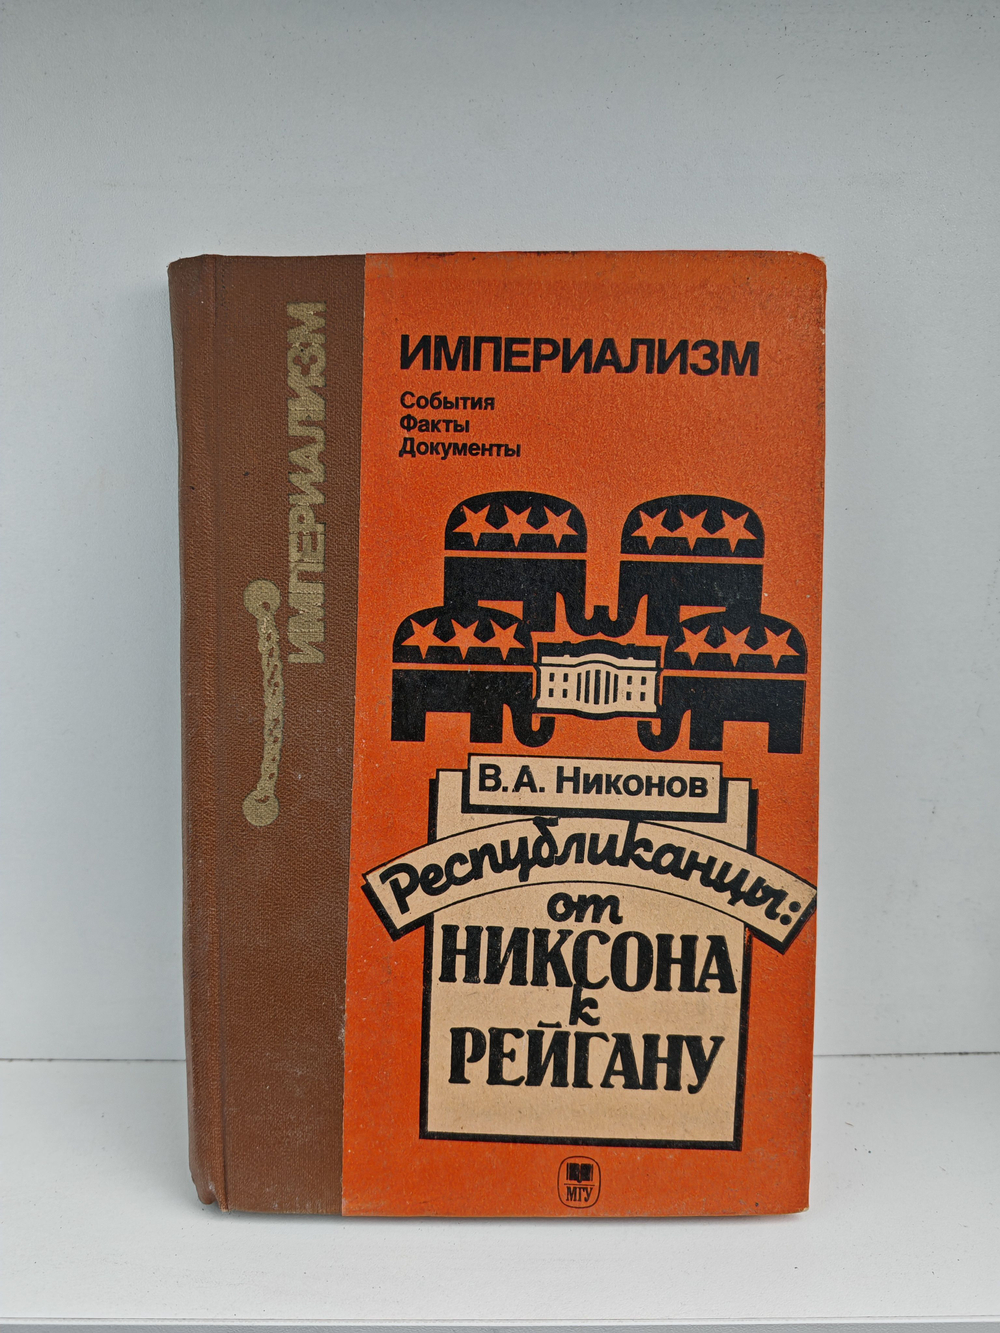 ИМПЕРИАЛИЗМ
ИМПЕРИАЛИЗМ
События
Факты
Документы
В.А. Никонов
Республиканцы:
от
НИКСОНА
к
РЕЙГАНУ
МГУ